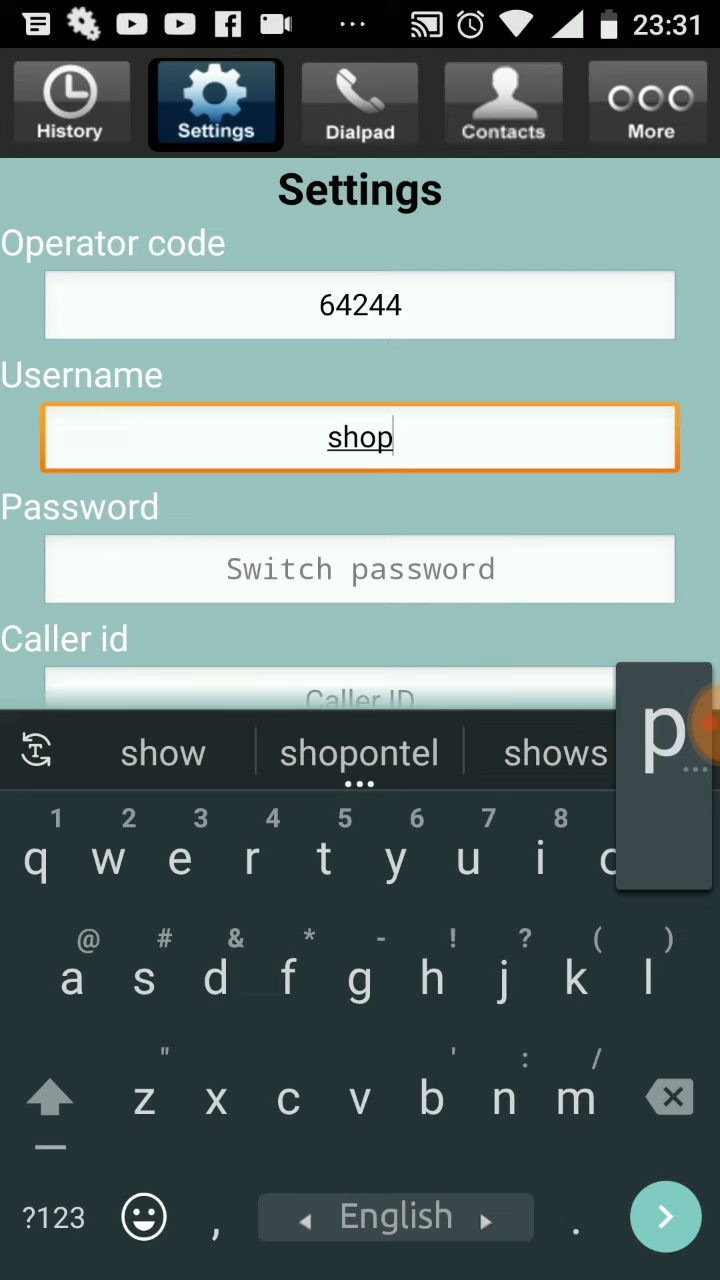 23:31
History Settings Dialpad Contacts More
Settings
Operator code
64244
Username
shop
Password
Switch password
Caller id
Caller ID
show shopontel shows
p
1 2 3 4 5 6 7 8
q w e r t y u i
@ # & * - ! ? ( )
a s d f g h j k l
" ' : /
z x c v b n m
?123 , English .